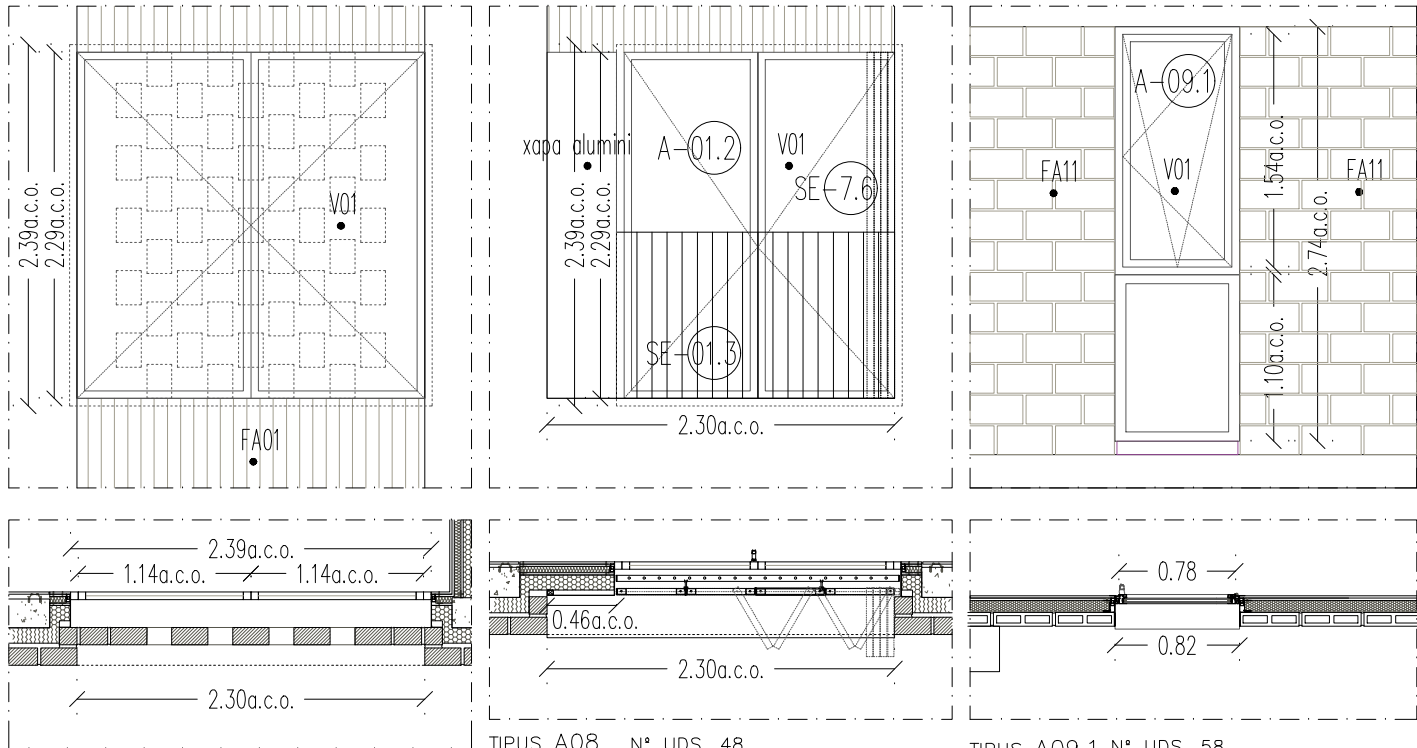 2.39a.c.o.
2.29a.c.o.
V01
FA01
2.39a.c.o.
1.14a.c.o.
1.14a.c.o.
2.30a.c.o.
xapa alumini
A-01.2
V01
SE-7.6
2.39a.c.o.
2.29a.c.o.
SE-01.3
2.30a.c.o.
0.46a.c.o.
2.30a.c.o.
TIPUS A08 Nº UDS. 48
A-09.1
FA11
V01
FA11
1.54a.c.o.
2.74a.c.o.
1.10a.c.o.
0.78
0.82
TIPUS A09.1 Nº UDS. 58